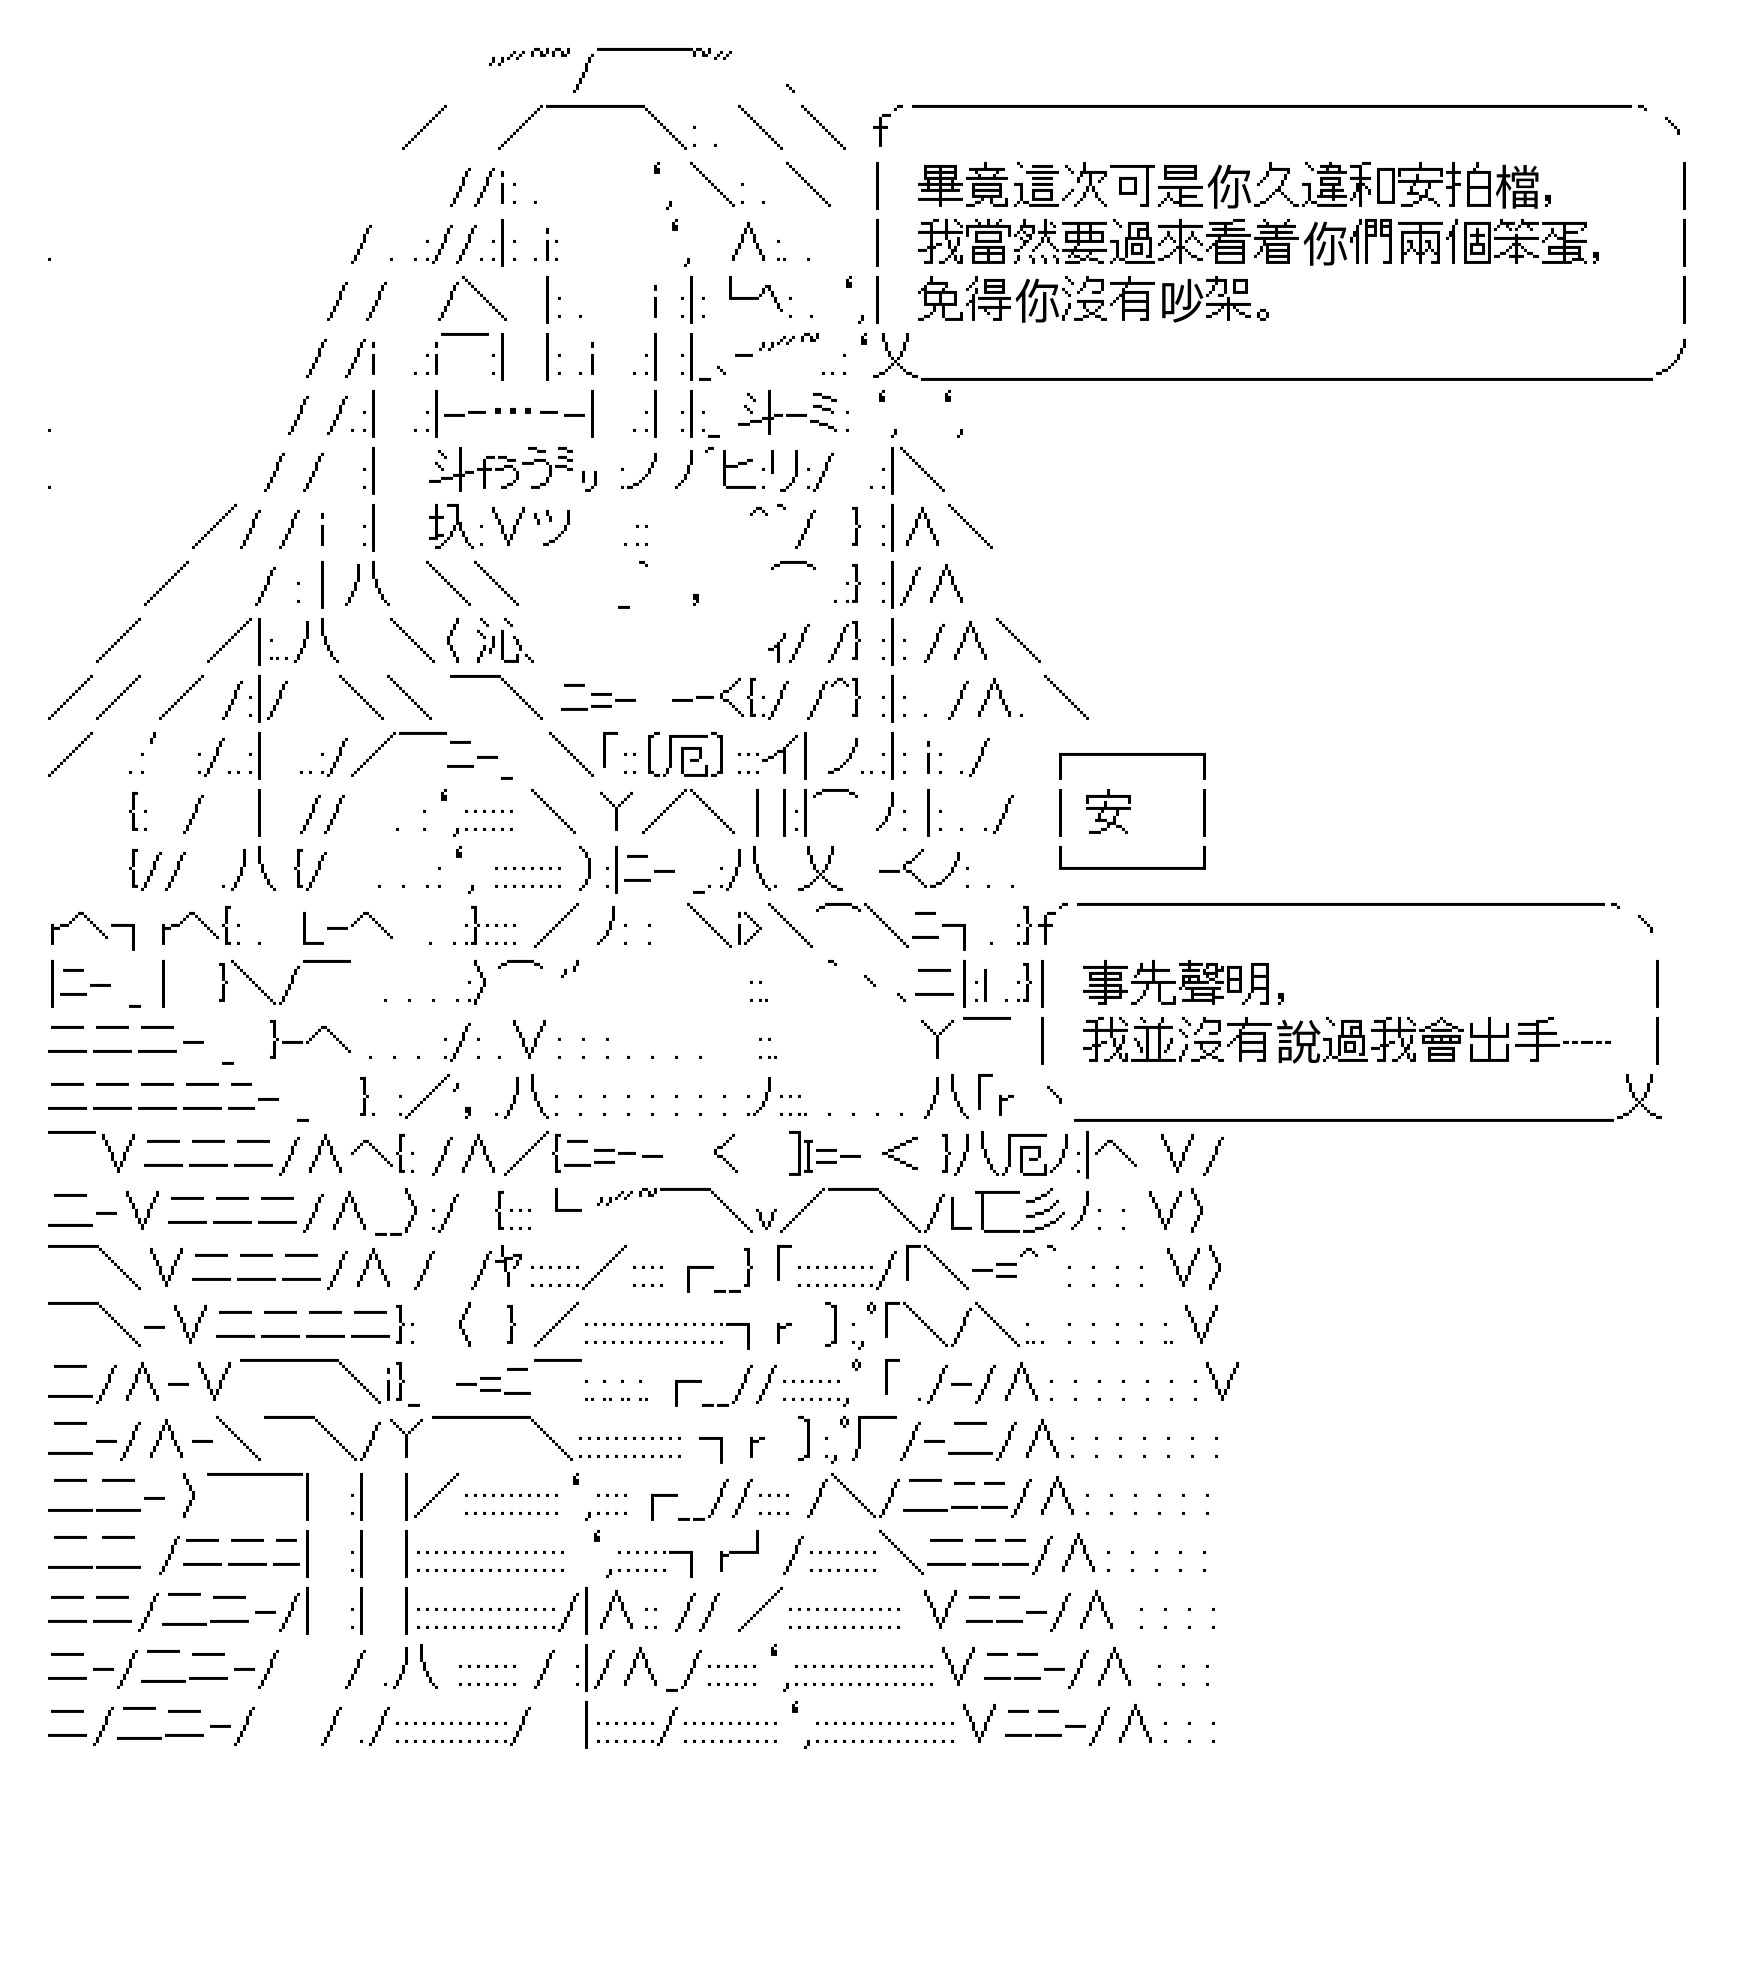 畢竟這次可是你久違和安拍檔，
我當然要過來看着你們兩個笨蛋，
免得你沒有吵架。
安
事先聲明，
我並沒有說過我會出手┈┈